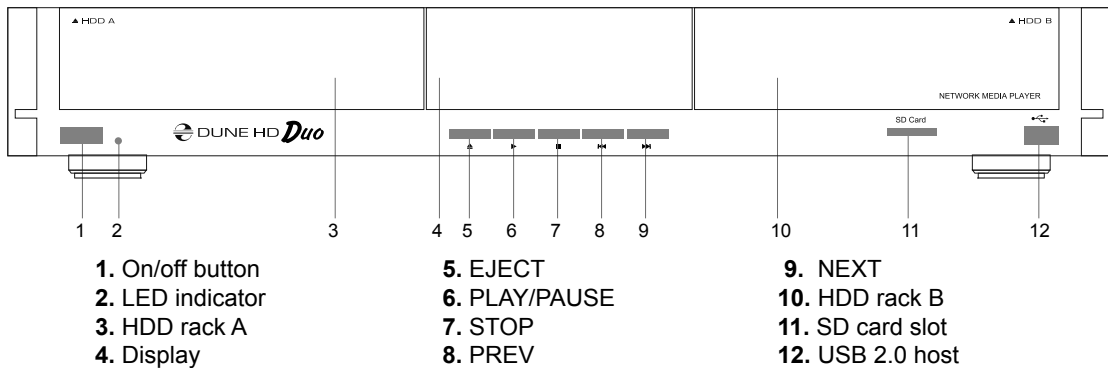 ▲ HDD A
▲ HDD B
NETWORK MEDIA PLAYER
DUNE HD Duo
SD Card
1 2 3 4 5 6 7 8 9 10 11 12
1. On/off button
2. LED indicator
3. HDD rack A
4. Display
5. EJECT
6. PLAY/PAUSE
7. STOP
8. PREV
9. NEXT
10. HDD rack B
11. SD card slot
12. USB 2.0 host